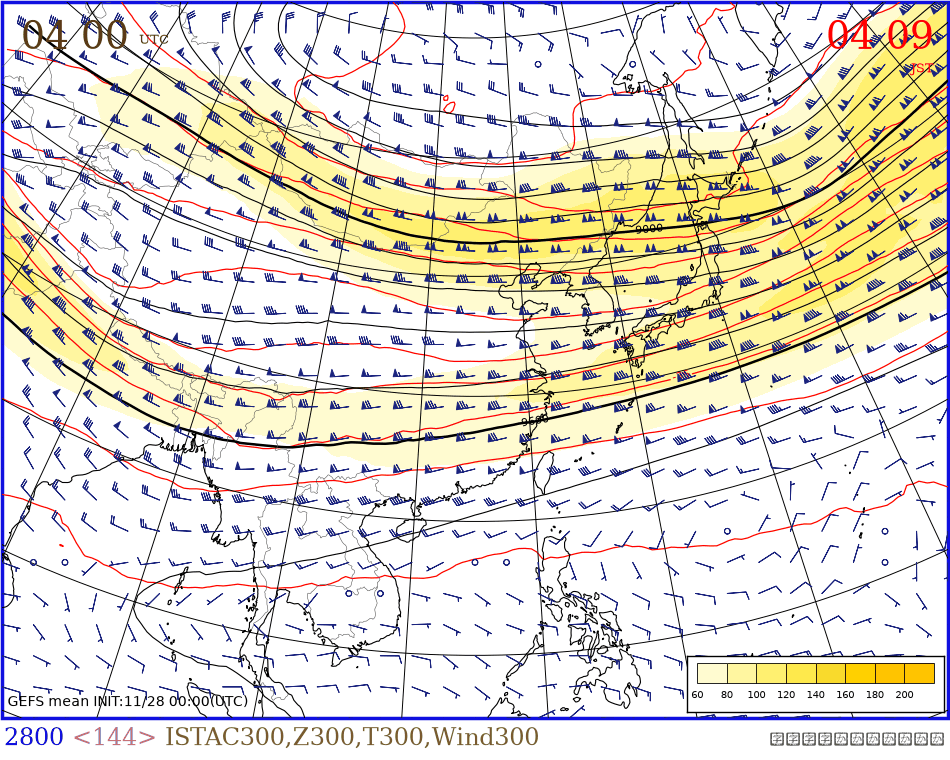 04 00 UTC
04 09
JST
9000
9600
60 80 100 120 140 160 180 200
GEFS mean INIT:11/28 00:00(UTC)
2800 <144> ISTAC300,Z300,T300,Wind300